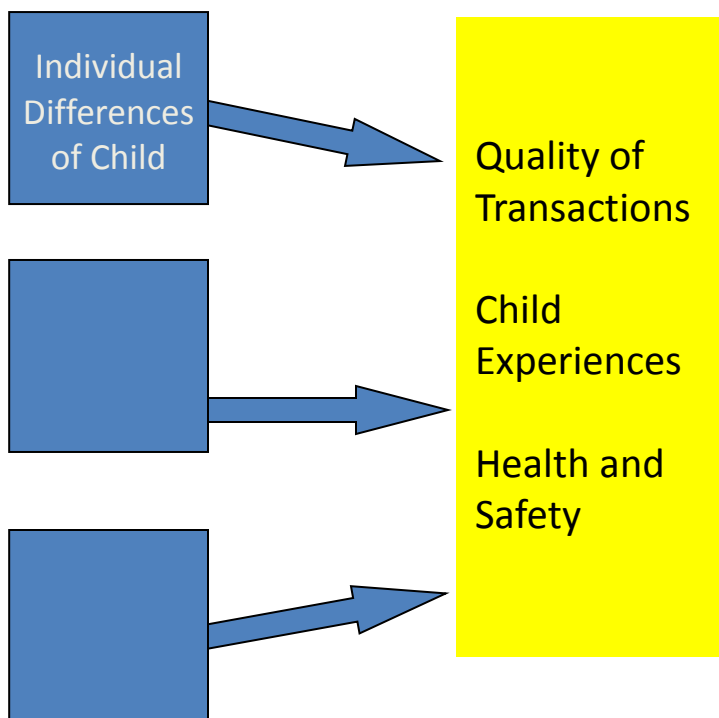 Individual
Differences
of Child
Quality of
Transactions
Child
Experiences
Health and
Safety